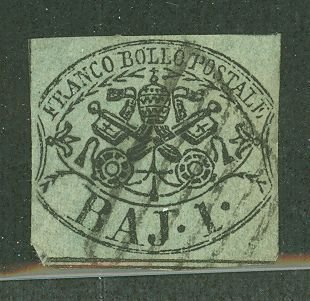 FRANCO BOLLO POSTALE
BAJ. 1.